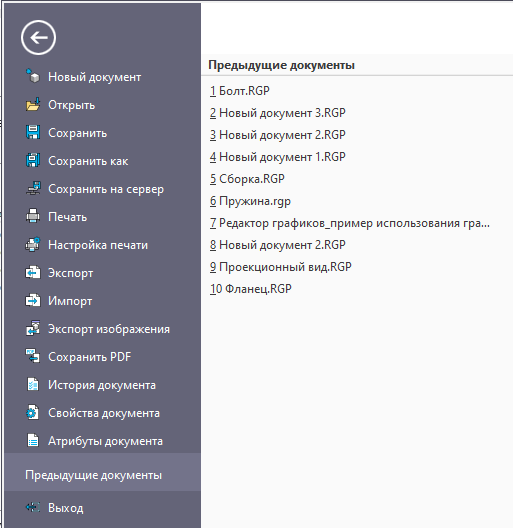 Новый документ
Открыть
Сохранить
Сохранить как
Сохранить на сервер
Печать
Настройка печати
Экспорт
Импорт
Экспорт изображения
Сохранить PDF
История документа
Свойства документа
Атрибуты документа
Предыдущие документы
Выход
Предыдущие документы
1 Болт.RGP
2 Новый документ 3.RGP
3 Новый документ 2.RGP
4 Новый документ 1.RGP
5 Сборка.RGP
6 Пружина.rgp
7 Редактор графиков_пример использования гра...
8 Новый документ 2.RGP
9 Проекционный вид.RGP
10 Фланец.RGP